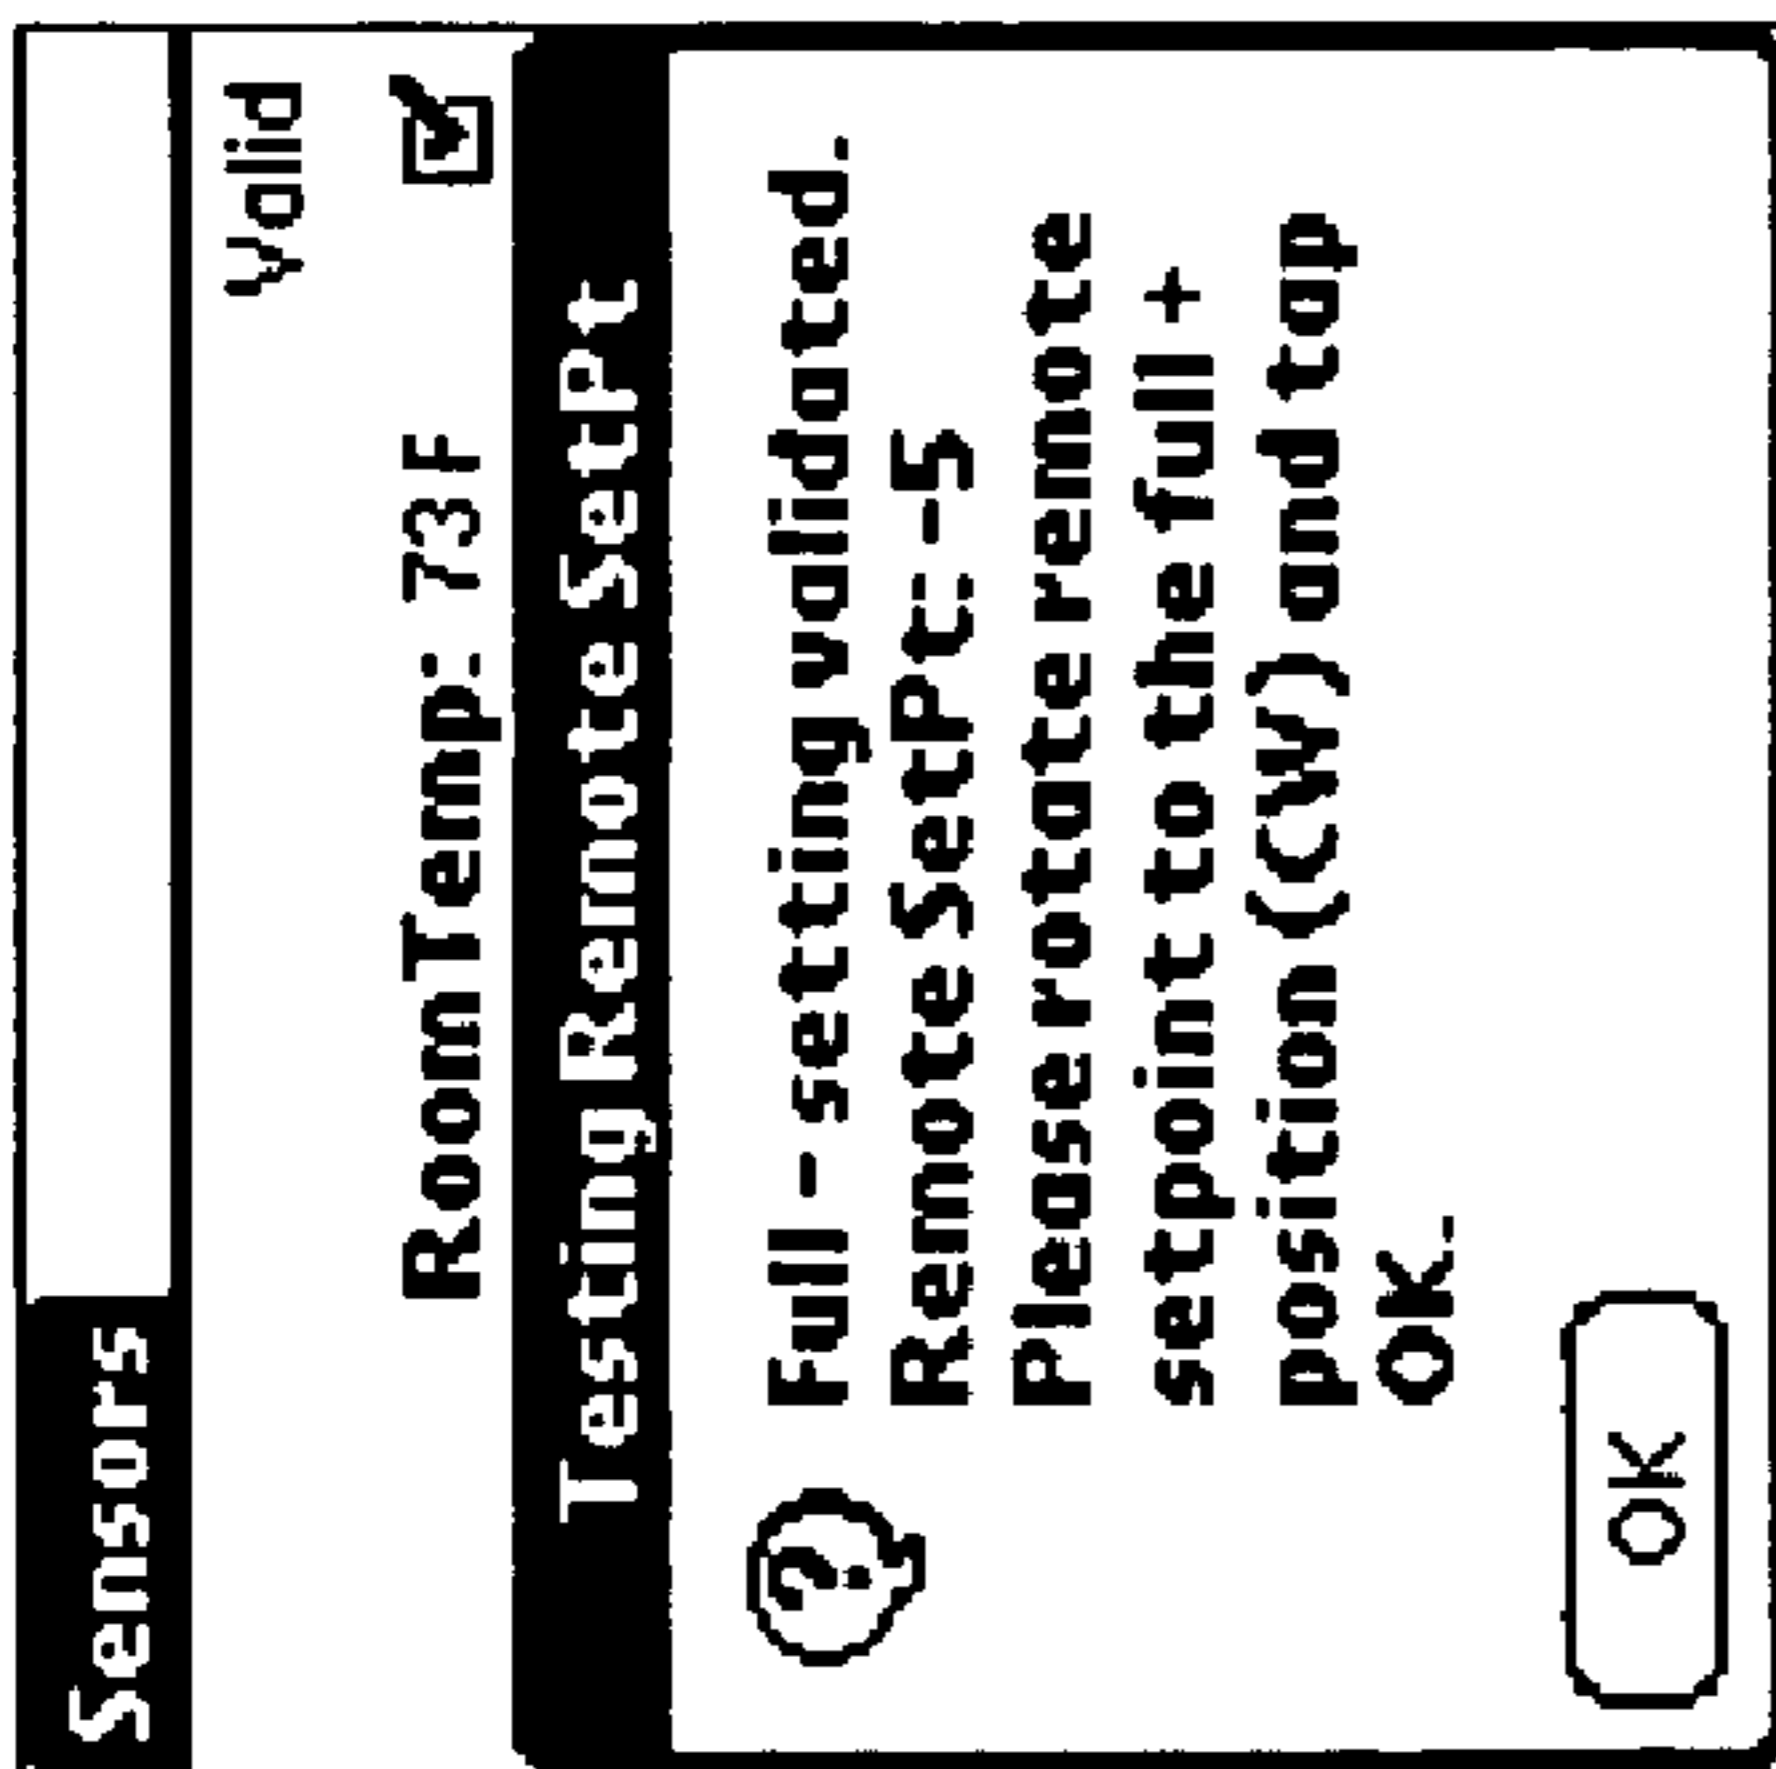 Sensors
Valid
Room Temp: 73 F
Testing Remote SetPt
Full - setting validated.
Remote SetPt: -5
Please rotate remote
setpoint to the full +
position (CW) and tap
OK.
OK